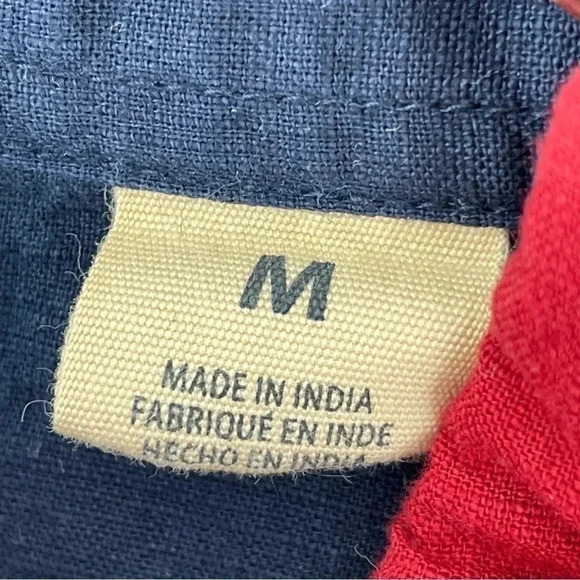 M
MADE IN INDIA
FABRIQUÉ EN INDE
HECHO EN INDIA